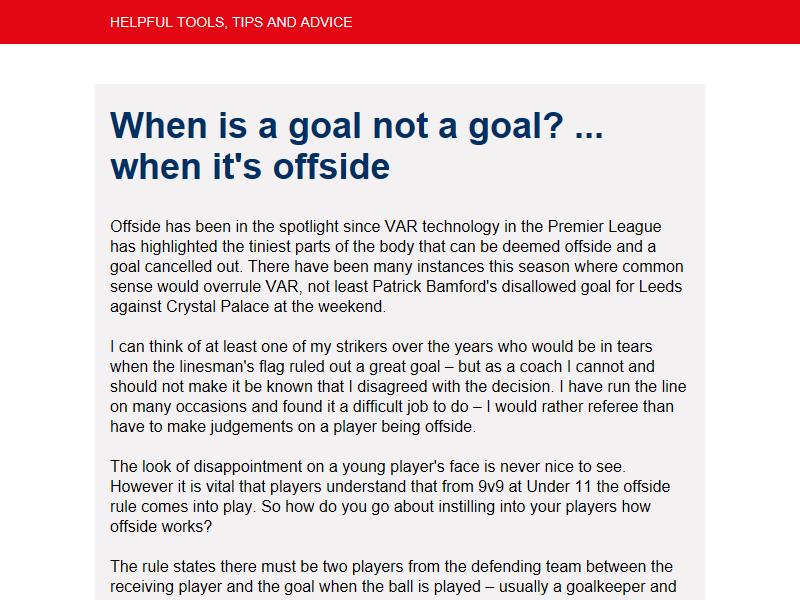 HELPFUL TOOLS, TIPS AND ADVICE
When is a goal not a goal? ...
when it's offside
Offside has been in the spotlight since VAR technology in the Premier League
has highlighted the tiniest parts of the body that can be deemed offside and a
goal cancelled out. There have been many instances this season where common
sense would overrule VAR, not least Patrick Bamford's disallowed goal for Leeds
against Crystal Palace at the weekend.
I can think of at least one of my strikers over the years who would be in tears
when the linesman's flag ruled out a great goal – but as a coach I cannot and
should not make it be known that I disagreed with the decision. I have run the line
on many occasions and found it a difficult job to do – I would rather referee than
have to make judgements on a player being offside.
The look of disappointment on a young player's face is never nice to see.
However it is vital that players understand that from 9v9 at Under 11 the offside
rule comes into play. So how do you go about instilling into your players how
offside works?
The rule states there must be two players from the defending team between the
receiving player and the goal when the ball is played – usually a goalkeeper and